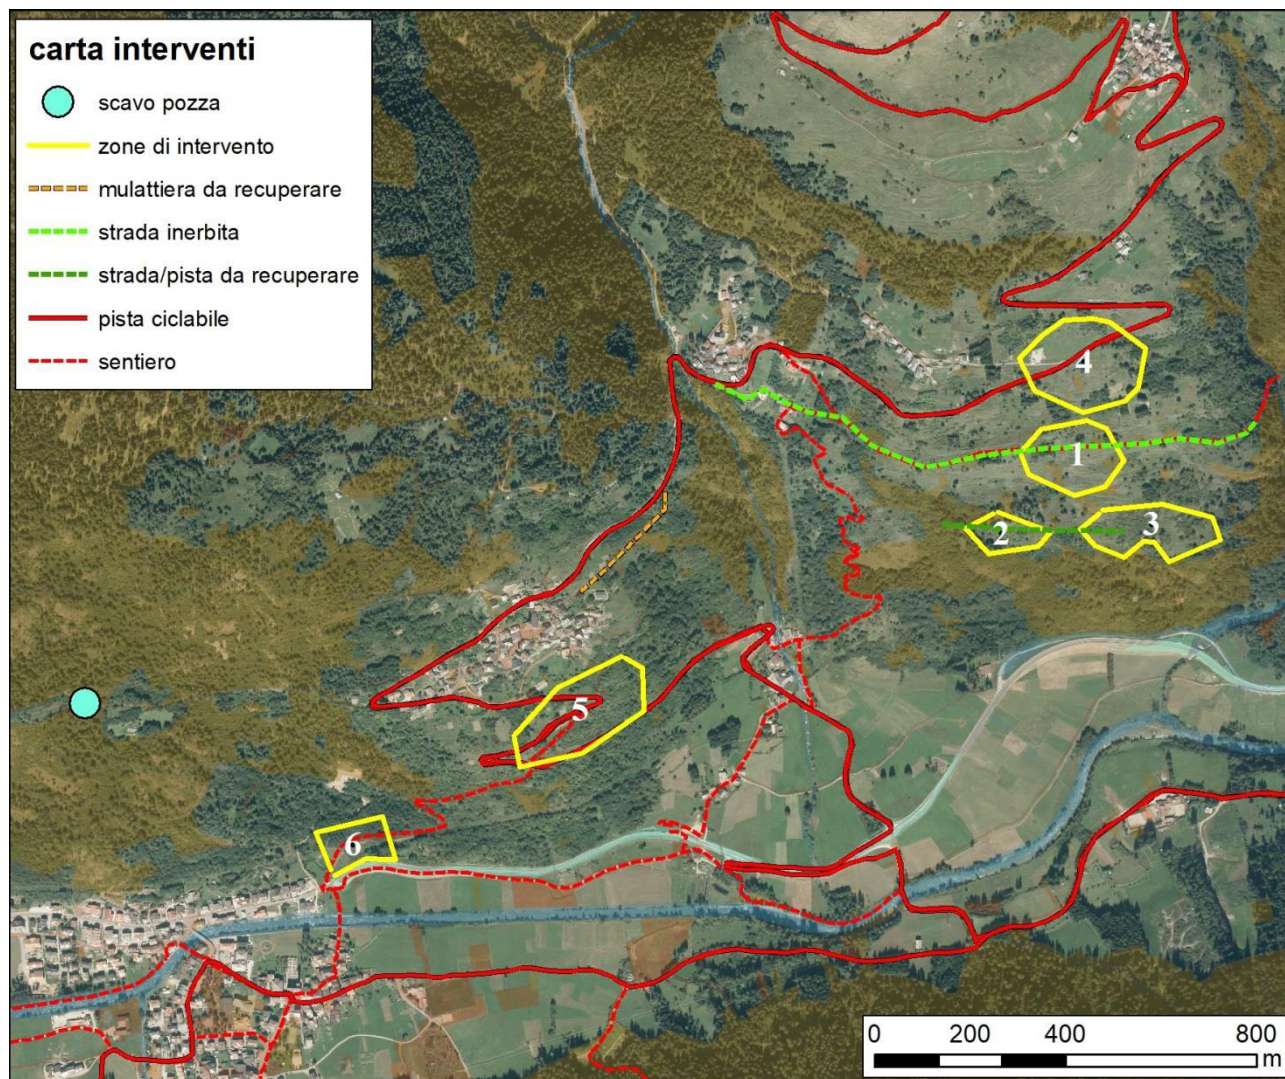 carta interventi
scavo pozza
zone di intervento
mulattiera da recuperare
strada inerbita
strada/pista da recuperare
pista ciclabile
sentiero
4
1
2
3
5
6
0 200 400 800
m